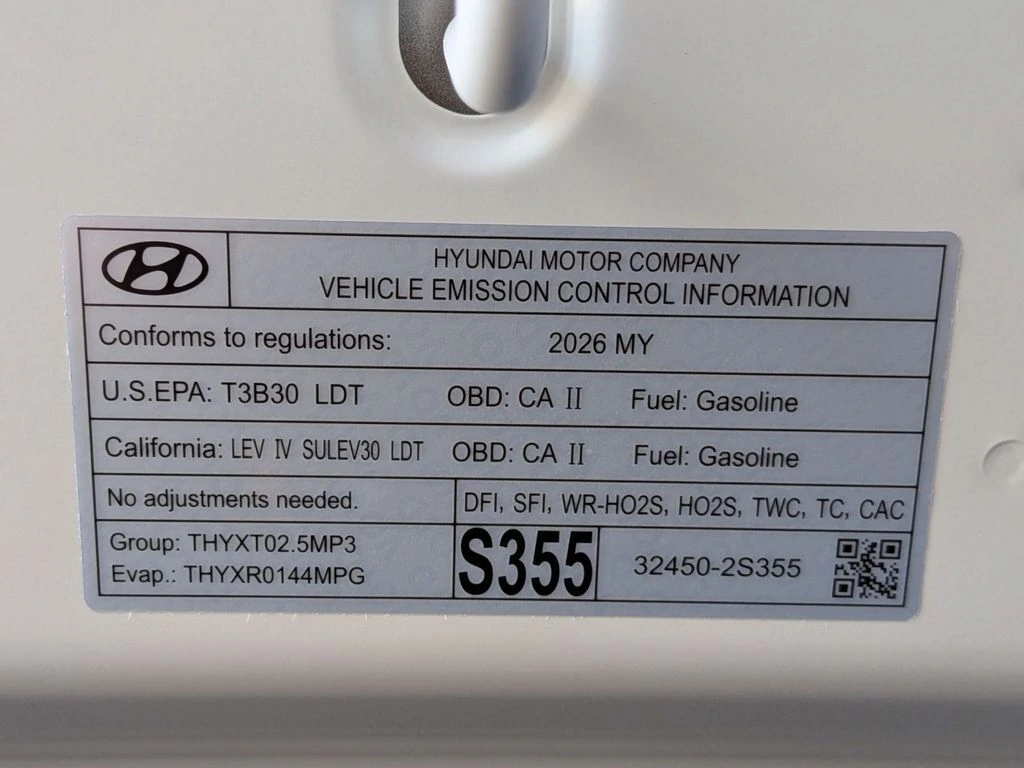 HYUNDAI MOTOR COMPANY
VEHICLE EMISSION CONTROL INFORMATION
Conforms to regulations: 2026 MY
U.S.EPA: T3B30 LDT OBD: CA II Fuel: Gasoline
California: LEV IV SULEV30 LDT OBD: CA II Fuel: Gasoline
No adjustments needed. DFI, SFI, WR-HO2S, HO2S, TWC, TC, CAC
Group: THYXT02.5MP3
Evap.: THYXR0144MPG
S355
32450-2S355